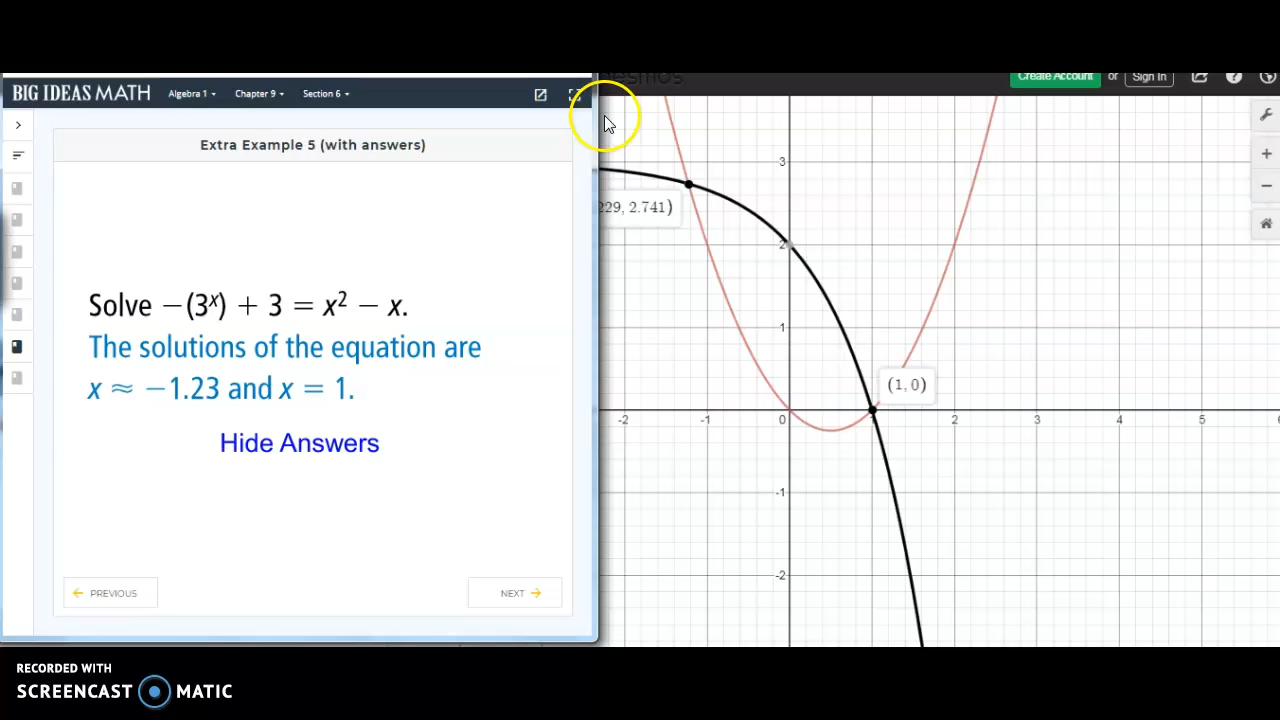 desmos
Create Account or Sign In
BIG IDEAS MATH Algebra 1 Chapter 9 Section 6
Extra Example 5 (with answers)
Solve −(3ˣ) + 3 = x² − x.
The solutions of the equation are
x ≈ −1.23 and x = 1.
Hide Answers
PREVIOUS
NEXT
3
229, 2.741)
2
1
(1, 0)
-2 -1 0 1 2 3 4 5 6
-1
-2
RECORDED WITH
SCREENCAST MATIC